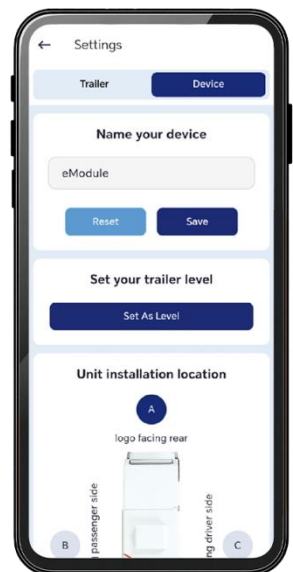 ← Settings
Trailer Device
Name your device
eModule
Reset Save
Set your trailer level
Set As Level
Unit installation location
A
logo facing rear
passenger side
driver side
B
C